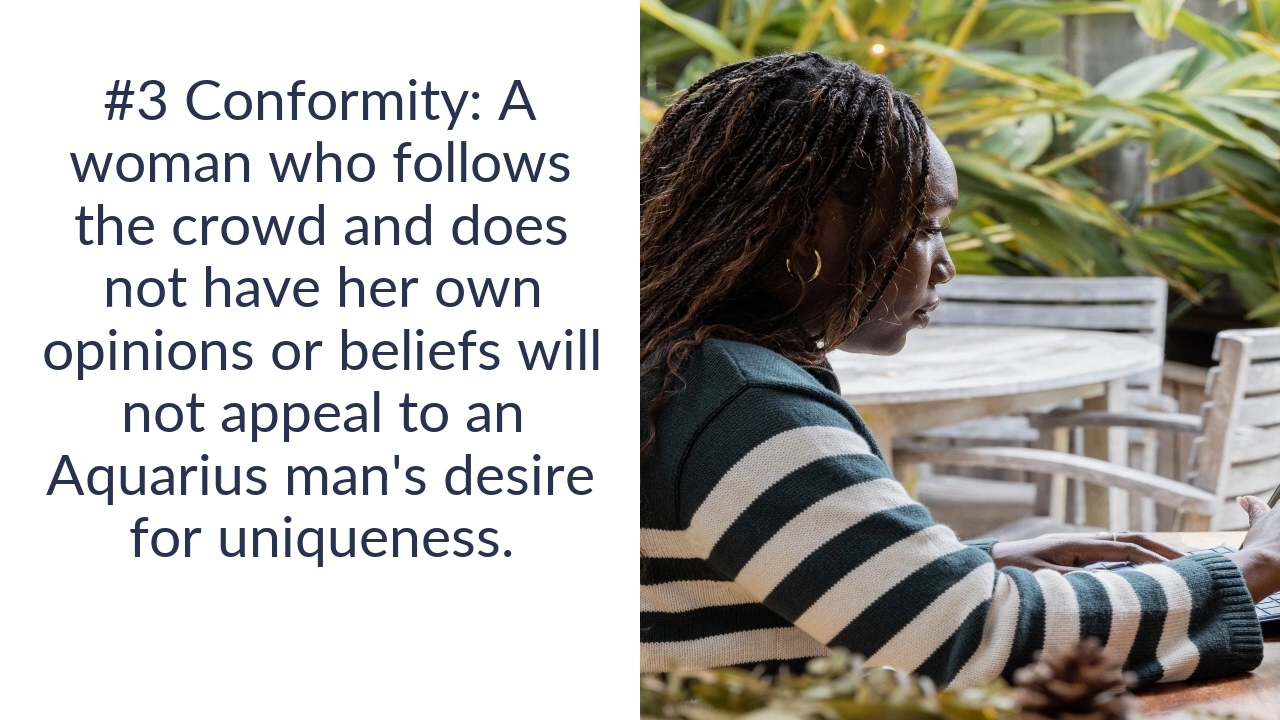 #3 Conformity: A
woman who follows
the crowd and does
not have her own
opinions or beliefs will
not appeal to an
Aquarius man's desire
for uniqueness.